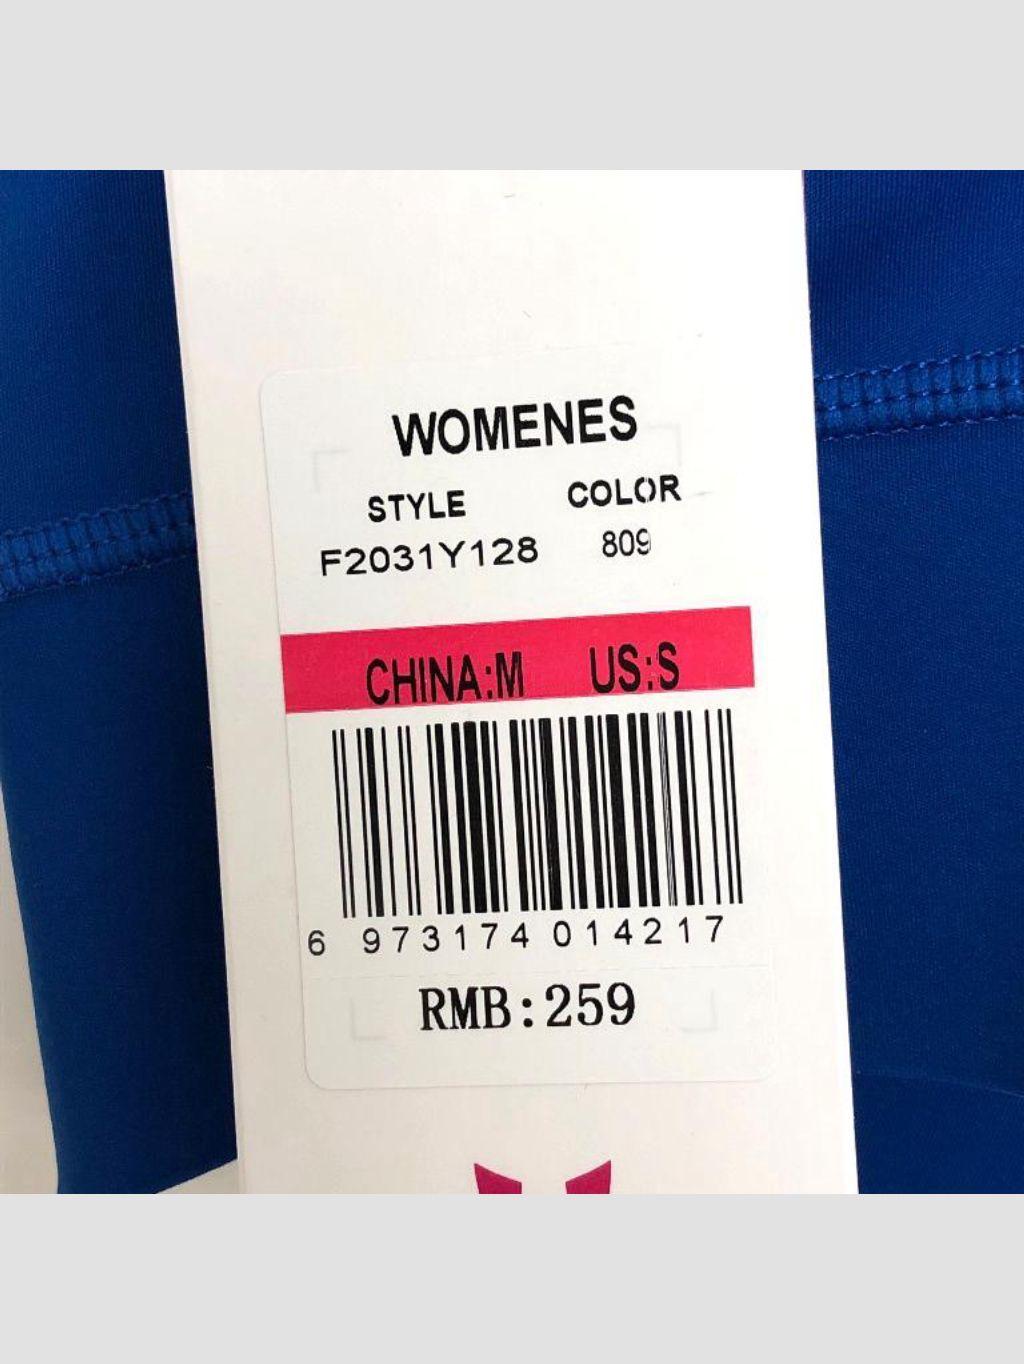 WOMENES
STYLE COLOR
F2031Y128 809
CHINA:M US:S
6 973174 014217
RMB:259